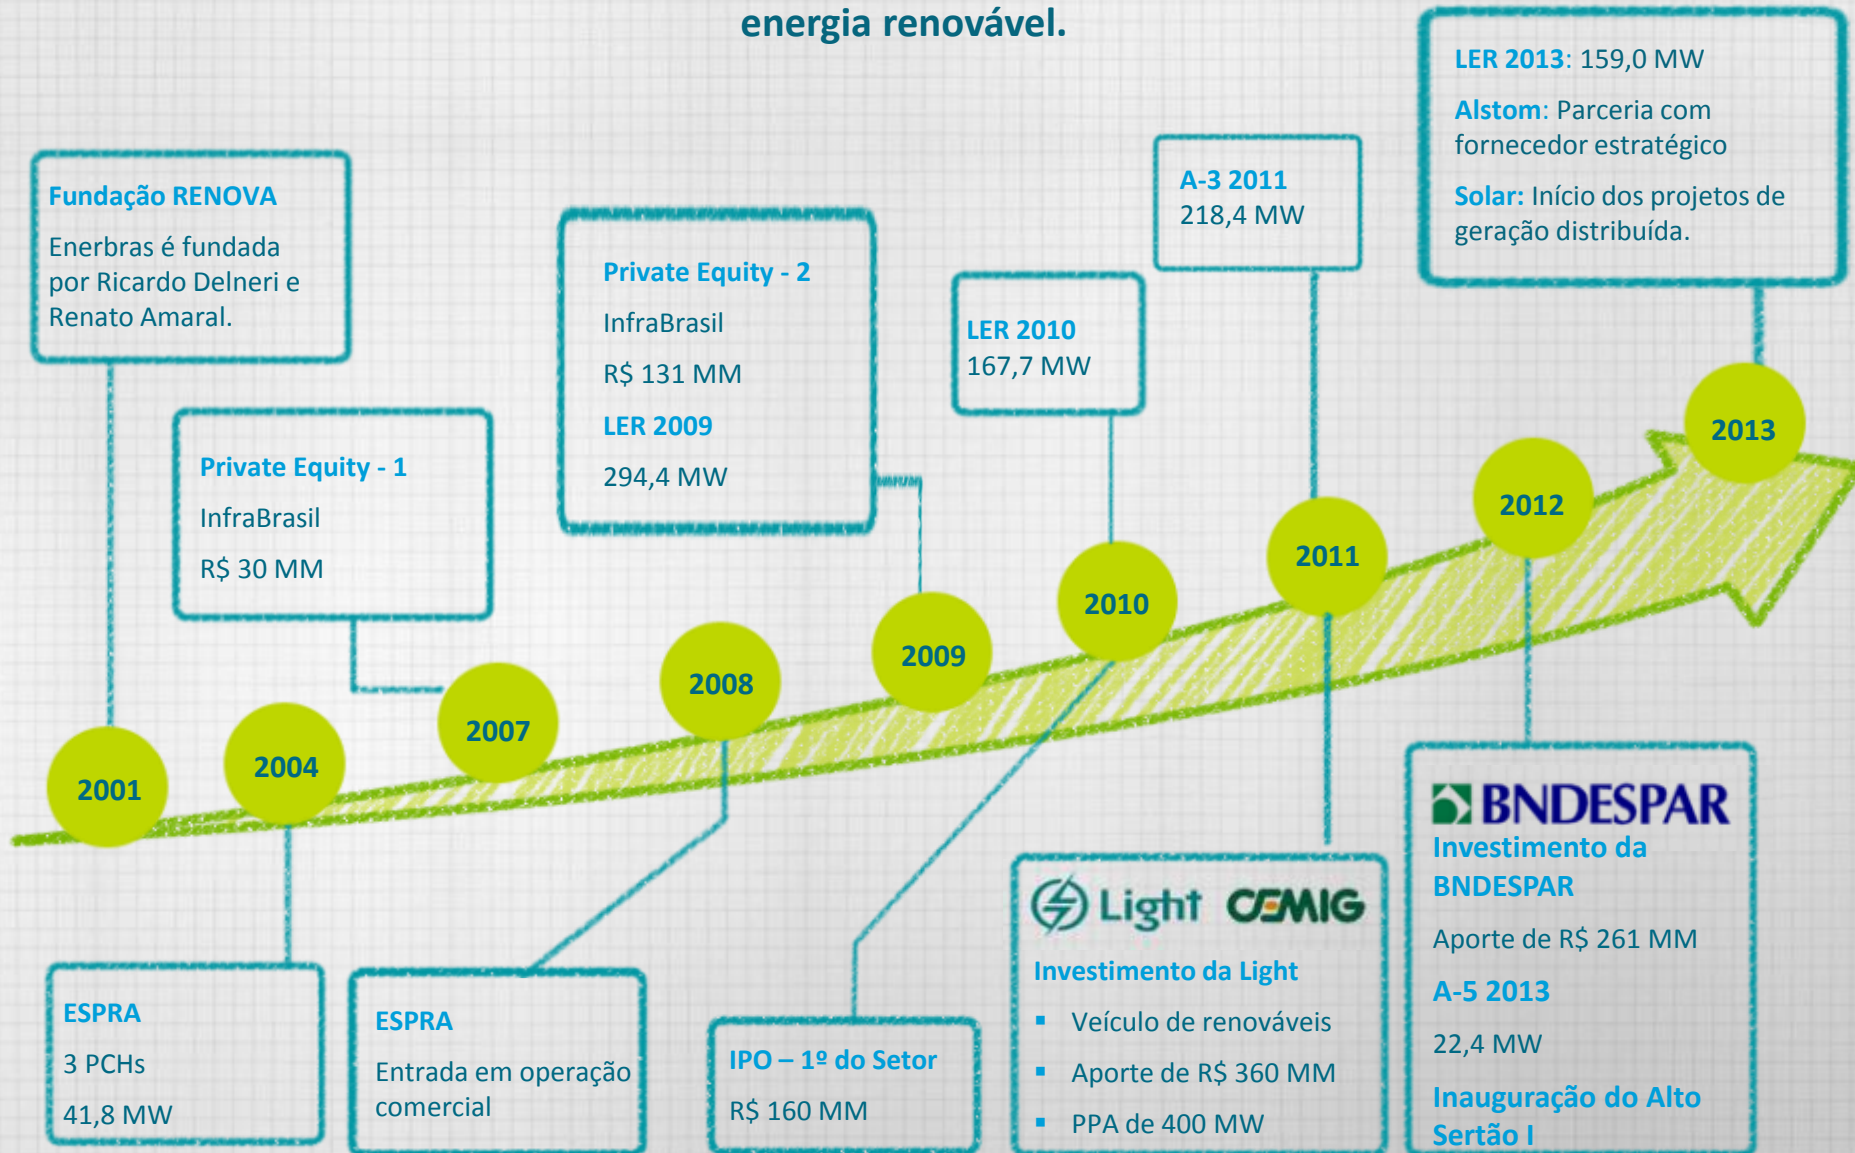 energia renovável.
LER 2013: 159,0 MW
Alstom: Parceria com
fornecedor estratégico
Solar: Início dos projetos de
geração distribuída.
A-3 2011
218,4 MW
Fundação RENOVA
Enerbras é fundada
por Ricardo Delneri e
Renato Amaral.
Private Equity - 2
InfraBrasil
R$ 131 MM
LER 2009
294,4 MW
LER 2010
167,7 MW
Private Equity - 1
InfraBrasil
R$ 30 MM
2001
2004
2007
2008
2009
2010
2011
2012
2013
ESPRA
3 PCHs
41,8 MW
ESPRA
Entrada em operação
comercial
IPO – 1º do Setor
R$ 160 MM
Light CEMIG
Investimento da Light
▪ Veículo de renováveis
▪ Aporte de R$ 360 MM
▪ PPA de 400 MW
BNDESPAR
Investimento da
BNDESPAR
Aporte de R$ 261 MM
A-5 2013
22,4 MW
Inauguração do Alto
Sertão I